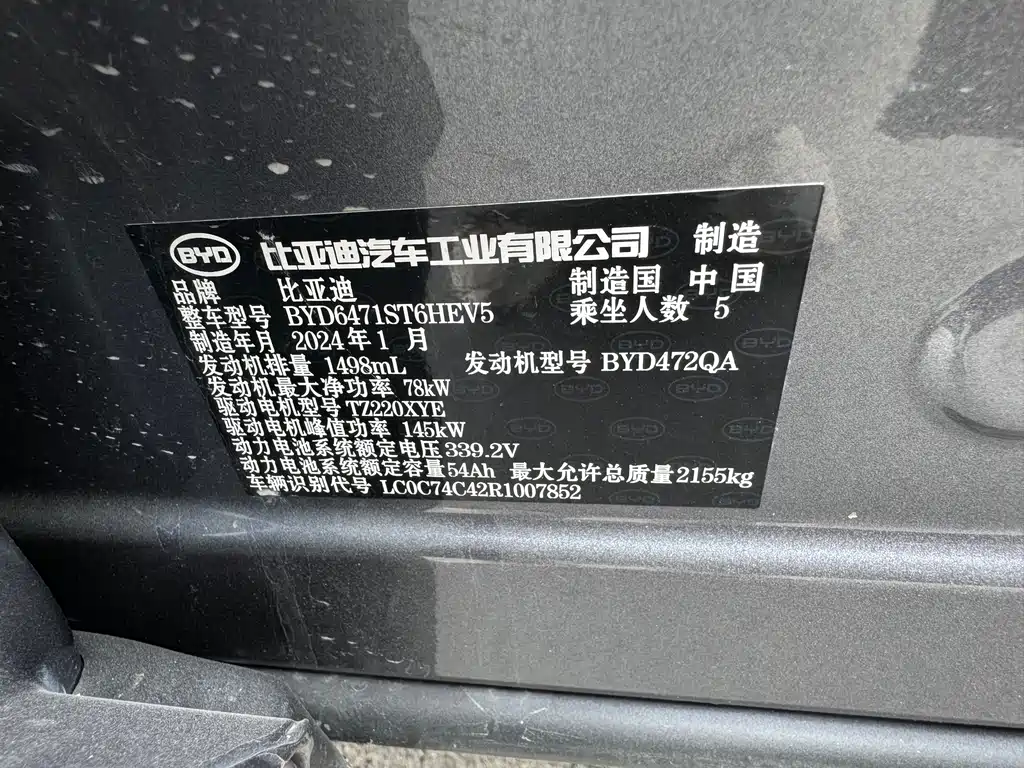 BYD 比亚迪汽车工业有限公司 制造
品牌 比亚迪 制造国 中国
整车型号 BYD6471ST6HEV5 乘坐人数 5
制造年月 2024年1月
发动机排量 1498mL 发动机型号 BYD472QA
发动机最大净功率 78kW
驱动电机型号 TZ220XYE
驱动电机峰值功率 145kW
动力电池系统额定电压 339.2V
动力电池系统额定容量 54Ah 最大允许总质量 2155kg
车辆识别代号 LC0C74C42R1007852